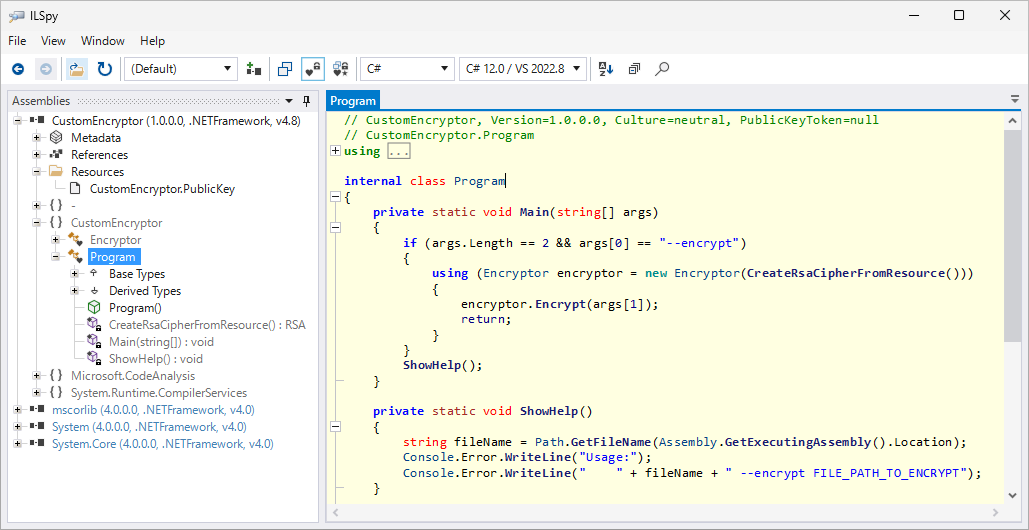 ILSpy
File View Window Help
(Default) C# C# 12.0 / VS 2022.8
Assemblies
CustomEncryptor (1.0.0.0, .NETFramework, v4.8)
Metadata
References
Resources
CustomEncryptor.PublicKey
{ } -
{ } CustomEncryptor
Encryptor
Program
Base Types
Derived Types
Program()
CreateRsaCipherFromResource() : RSA
Main(string[]) : void
ShowHelp() : void
{ } Microsoft.CodeAnalysis
{ } System.Runtime.CompilerServices
mscorlib (4.0.0.0, .NETFramework, v4.0)
System (4.0.0.0, .NETFramework, v4.0)
System.Core (4.0.0.0, .NETFramework, v4.0)
Program
// CustomEncryptor, Version=1.0.0.0, Culture=neutral, PublicKeyToken=null
// CustomEncryptor.Program
using ...
internal class Program
{
private static void Main(string[] args)
{
if (args.Length == 2 && args[0] == "--encrypt")
{
using (Encryptor encryptor = new Encryptor(CreateRsaCipherFromResource()))
{
encryptor.Encrypt(args[1]);
return;
}
}
ShowHelp();
}
private static void ShowHelp()
{
string fileName = Path.GetFileName(Assembly.GetExecutingAssembly().Location);
Console.Error.WriteLine("Usage:");
Console.Error.WriteLine("    " + fileName + " --encrypt FILE_PATH_TO_ENCRYPT");
}